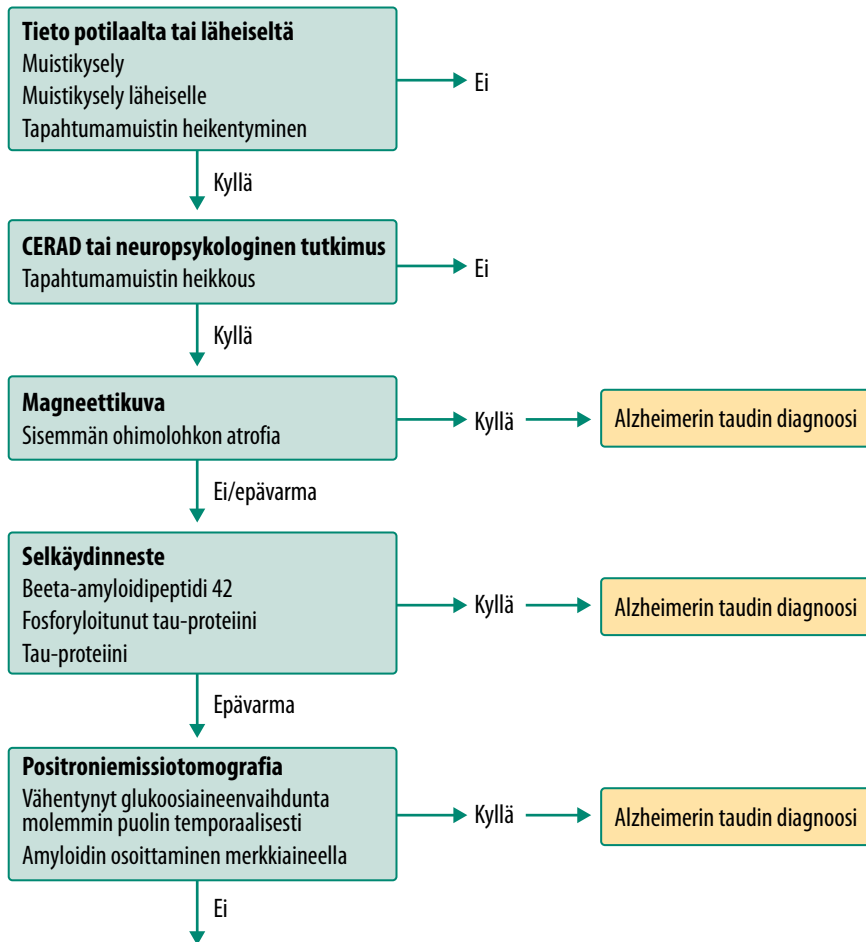 Tieto potilaalta tai läheiseltä
Muistikysely
Muistikysely läheiselle
Tapahtumamuistin heikentyminen
Ei
Kyllä
CERAD tai neuropsykologinen tutkimus
Tapahtumamuistin heikkous
Ei
Kyllä
Magneettikuva
Sisemmän ohimolohkon atrofia
Kyllä
Alzheimerin taudin diagnoosi
Ei/epävarma
Selkäydinneste
Beeta-amyloidipeptidi 42
Fosforyloitunut tau-proteiini
Tau-proteiini
Kyllä
Alzheimerin taudin diagnoosi
Epävarma
Positroniemissiotomografia
Vähentynyt glukoosiaineenvaihdunta
molemmin puolin temporaalisesti
Amyloidin osoittaminen merkkiaineella
Kyllä
Alzheimerin taudin diagnoosi
Ei